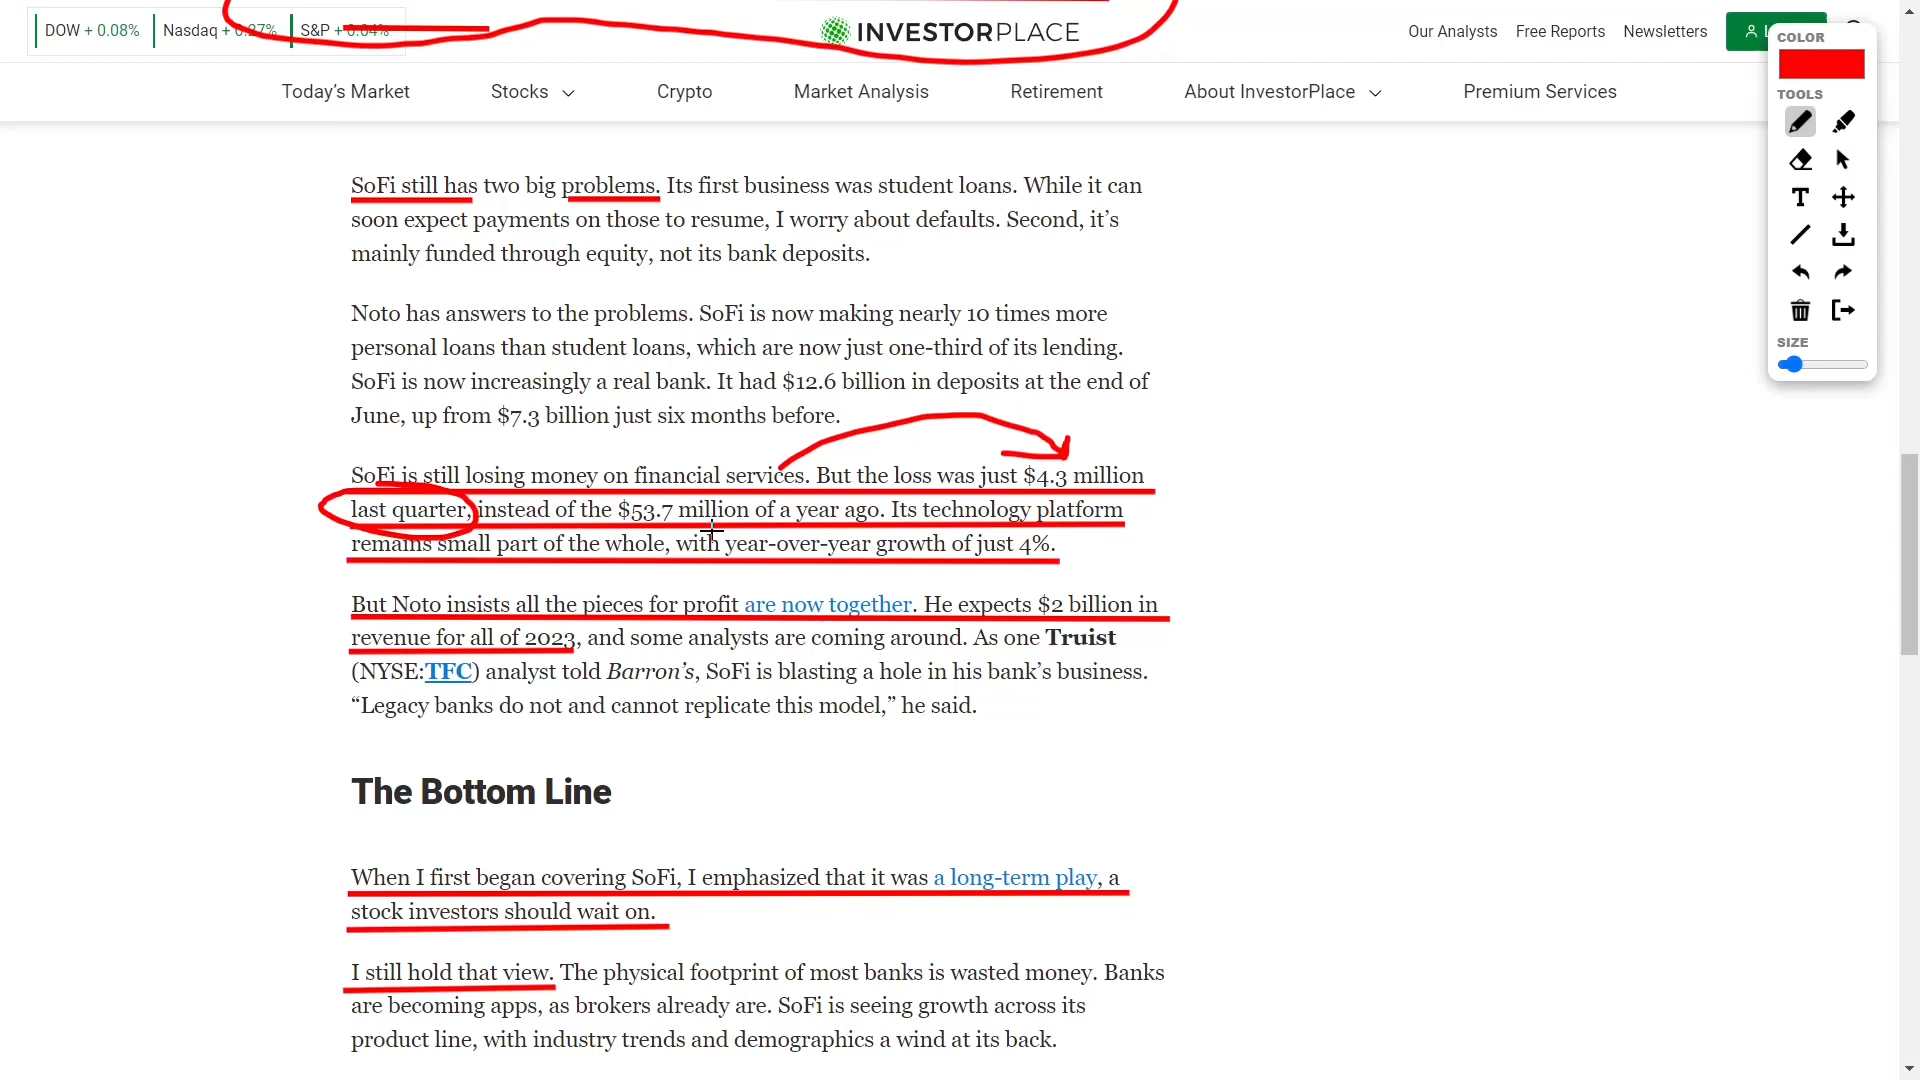 DOW + 0.08% Nasdaq + 0.27% S&P + 0.04%
INVESTORPLACE
Our Analysts Free Reports Newsletters
Today’s Market Stocks Crypto Market Analysis Retirement About InvestorPlace Premium Services
COLOR
TOOLS
SIZE
SoFi still has two big problems. Its first business was student loans. While it can
soon expect payments on those to resume, I worry about defaults. Second, it’s
mainly funded through equity, not its bank deposits.
Noto has answers to the problems. SoFi is now making nearly 10 times more
personal loans than student loans, which are now just one-third of its lending.
SoFi is now increasingly a real bank. It had $12.6 billion in deposits at the end of
June, up from $7.3 billion just six months before.
SoFi is still losing money on financial services. But the loss was just $4.3 million
last quarter, instead of the $53.7 million of a year ago. Its technology platform
remains small part of the whole, with year-over-year growth of just 4%.
But Noto insists all the pieces for profit are now together. He expects $2 billion in
revenue for all of 2023, and some analysts are coming around. As one Truist
(NYSE:TFC) analyst told Barron’s, SoFi is blasting a hole in his bank’s business.
“Legacy banks do not and cannot replicate this model,” he said.
The Bottom Line
When I first began covering SoFi, I emphasized that it was a long-term play, a
stock investors should wait on.
I still hold that view. The physical footprint of most banks is wasted money. Banks
are becoming apps, as brokers already are. SoFi is seeing growth across its
product line, with industry trends and demographics a wind at its back.